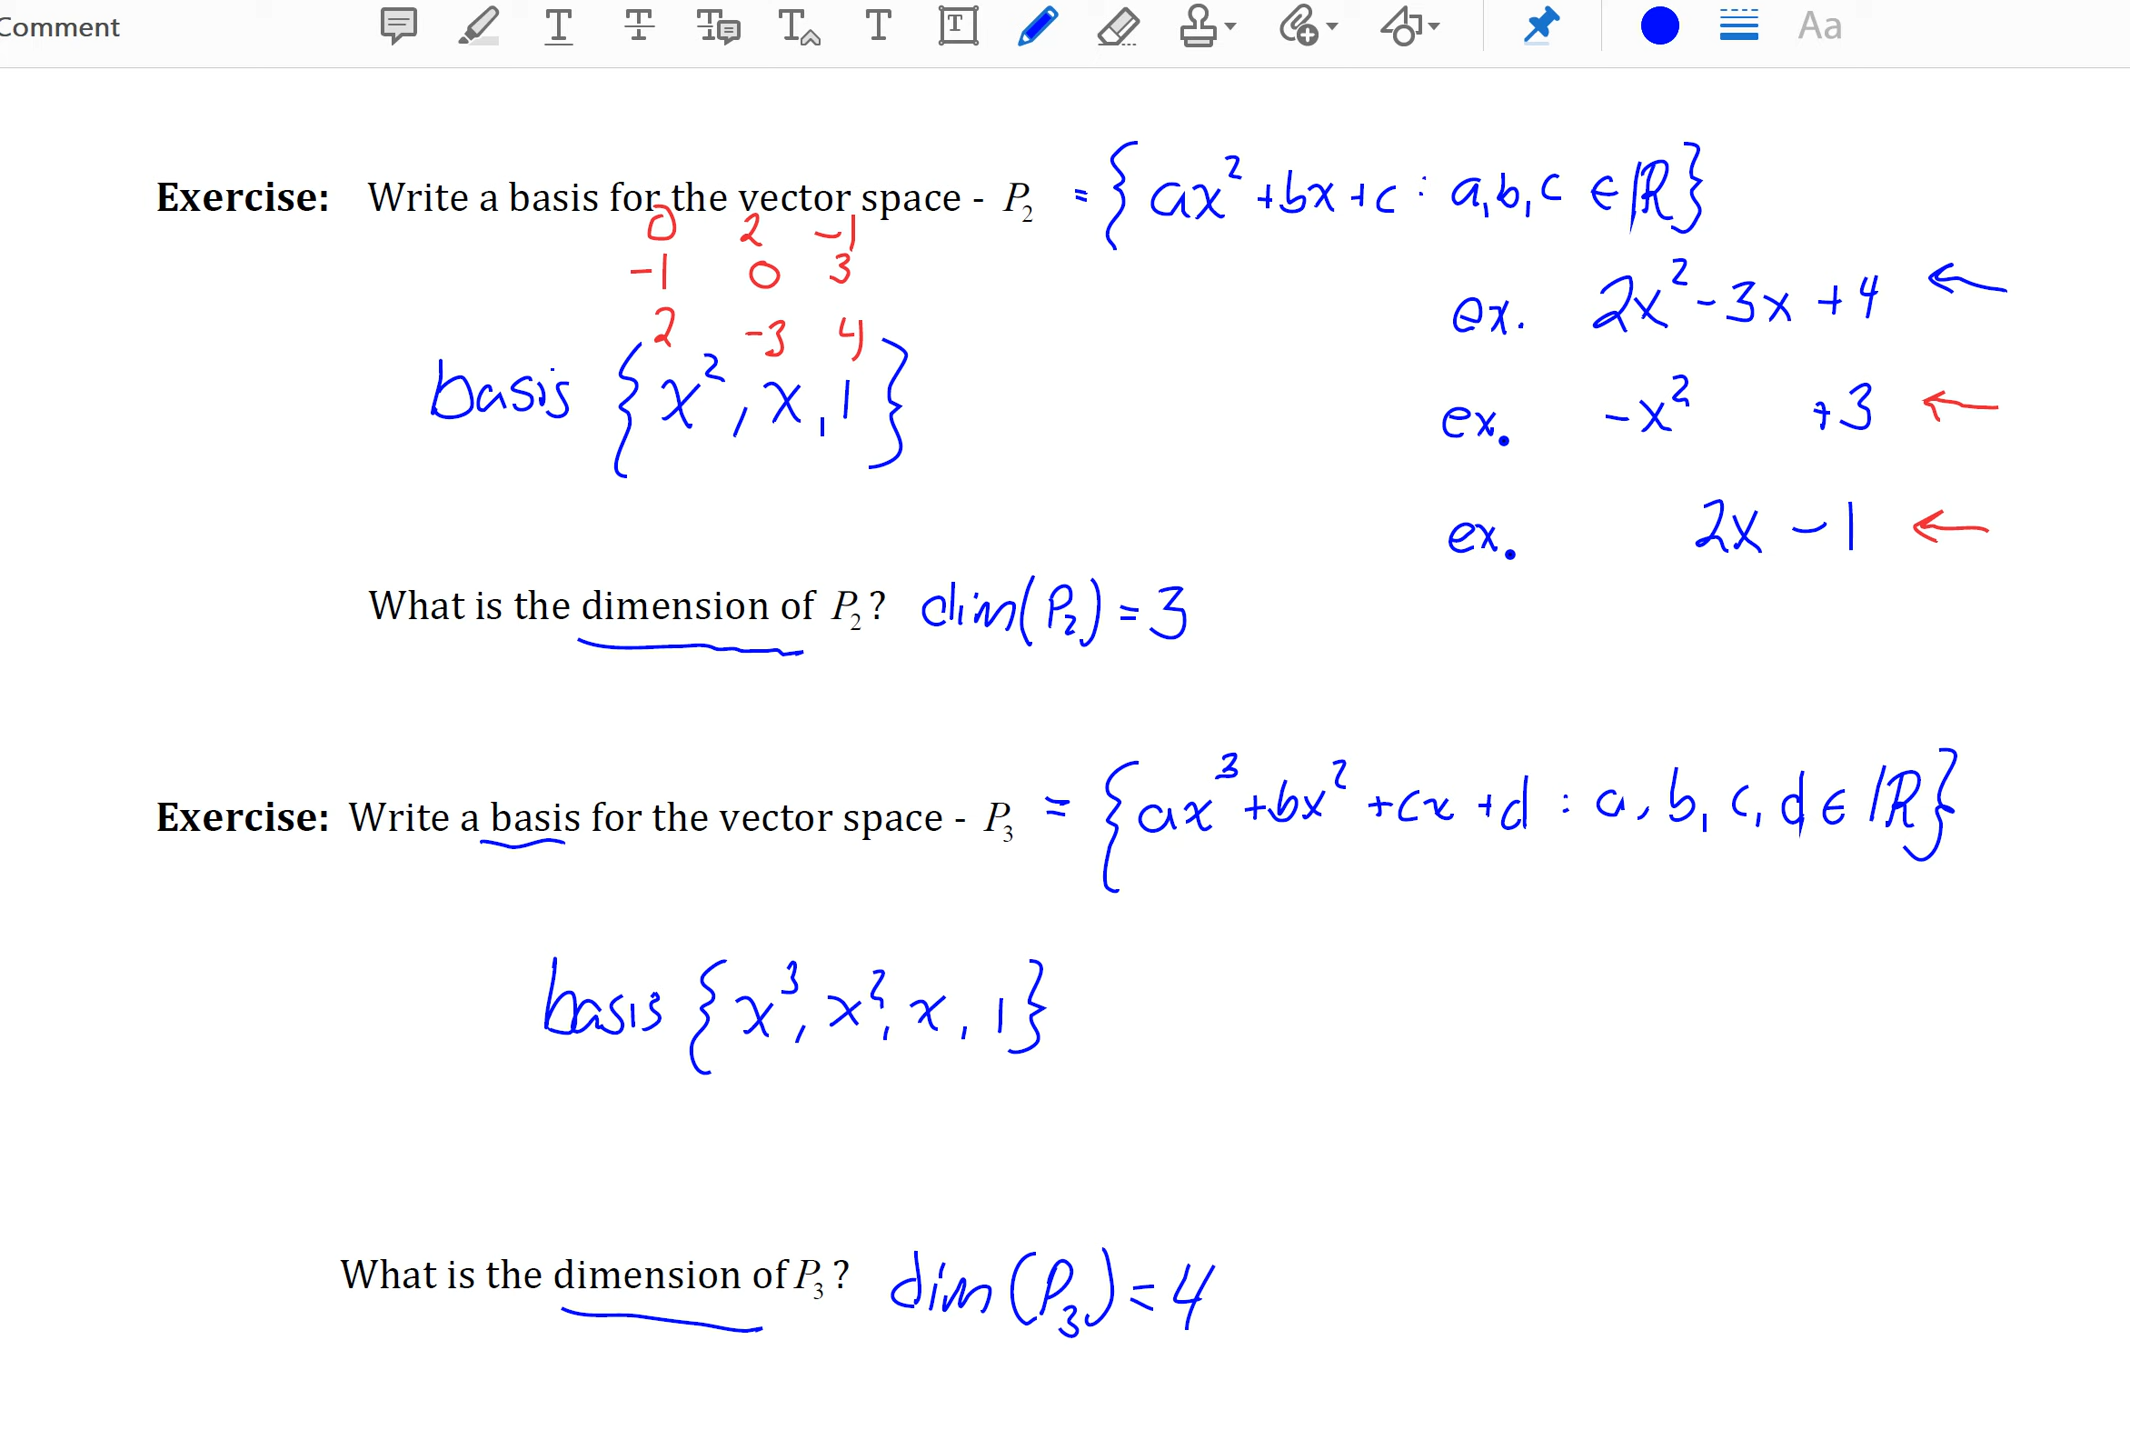 Comment
Aa
Exercise: Write a basis for the vector space - P₂ = {ax² + bx + c : a, b, c ∈ ℝ}
0 2 -1
-1 0 3
ex. 2x² - 3x + 4 ←
2 -3 4
basis {x², x, 1}
ex. -x² + 3 ←
ex. 2x - 1 ←
What is the dimension of P₂? dim(P₂) = 3
Exercise: Write a basis for the vector space - P₃ = {ax³ + bx² + cx + d : a, b, c, d ∈ ℝ}
basis {x³, x², x, 1}
What is the dimension of P₃? dim(P₃) = 4